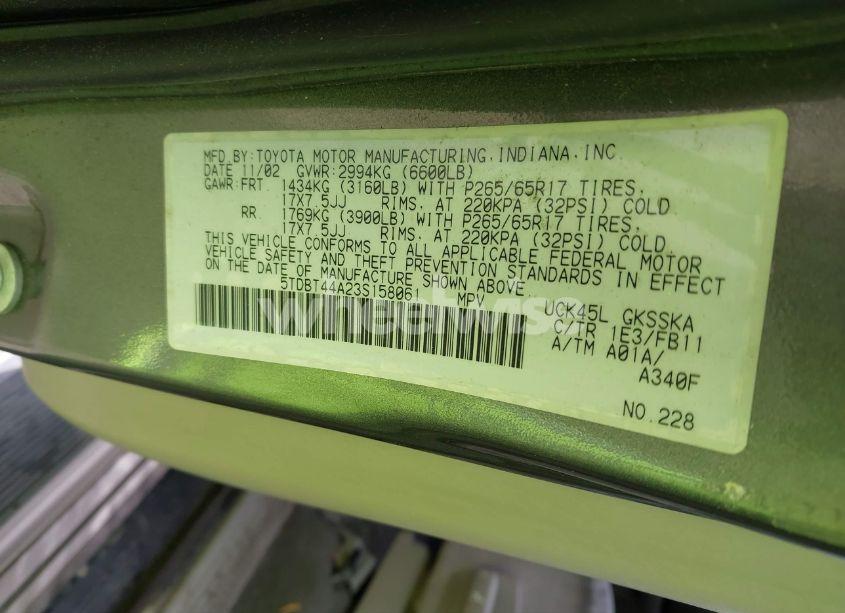 MFD BY:TOYOTA MOTOR MANUFACTURING,INDIANA,INC
DATE 11/02 GVWR:2994KG (6600LB)
GAWR:FRT. 1434KG (3160LB) WITH P265/65R17 TIRES,
17X7.5JJ RIMS, AT 220KPA (32PSI) COLD
RR. 1769KG (3900LB) WITH P265/65R17 TIRES,
17X7.5JJ RIMS, AT 220KPA (32PSI) COLD.
THIS VEHICLE CONFORMS TO ALL APPLICABLE FEDERAL MOTOR
VEHICLE SAFETY AND THEFT PREVENTION STANDARDS IN EFFECT
ON THE DATE OF MANUFACTURE SHOWN ABOVE
5TDBT44A23S158061 MPV
UCK45L GKSSKA
C/TR 1E3/FB11
A/TM A01A/
A340F
NO.228